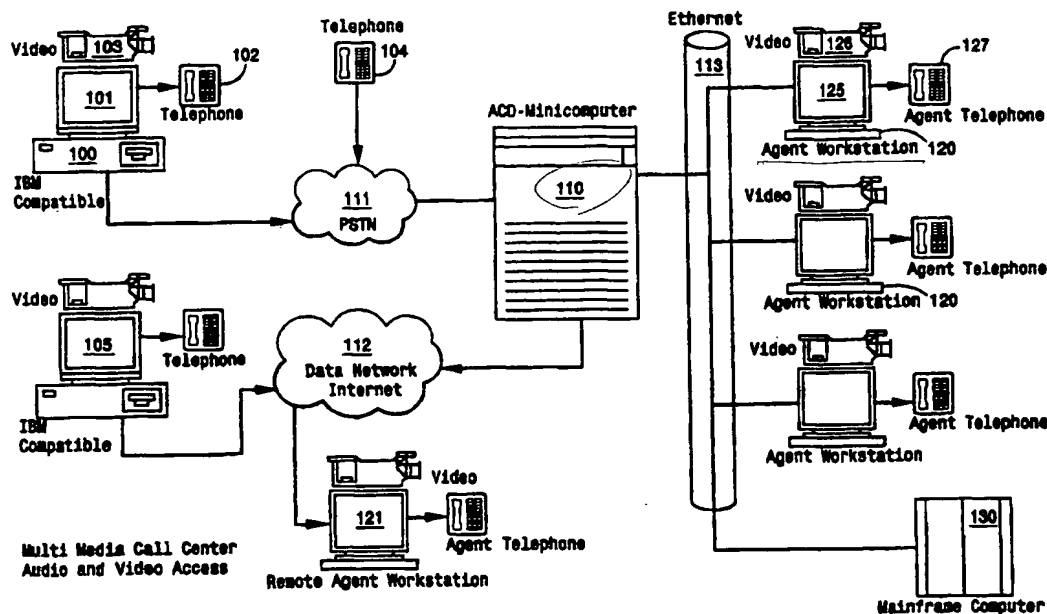 Video
103
102
101
Telephone
100
IBM
Compatible
Telephone
104
111
PSTN
ACD-Minicomputer
110
Ethernet
113
Video
126
127
125
Agent Telephone
Agent Workstation
120
Video
Agent Telephone
Agent Workstation
120
Video
Agent Telephone
Agent Workstation
Video
105
Telephone
IBM
Compatible
112
Data Network
Internet
Video
121
Agent Telephone
Remote Agent Workstation
130
Mainframe Computer
Multi Media Call Center
Audio and Video Access